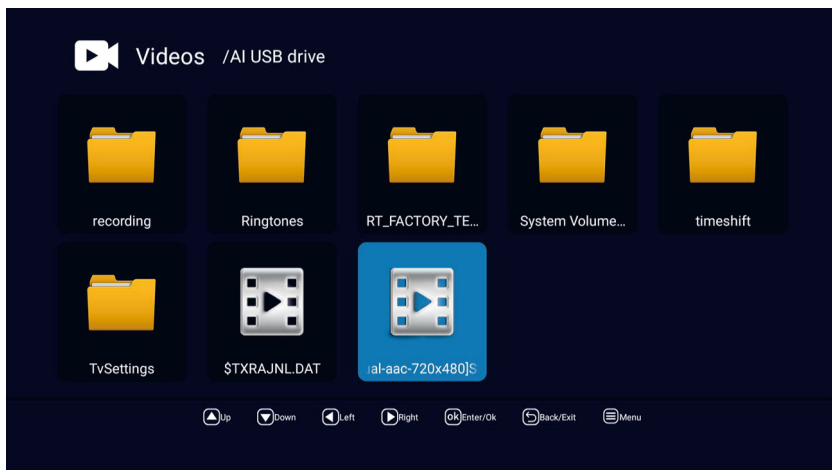 Videos /AI USB drive
recording Ringtones RT_FACTORY_TE... System Volume... timeshift
TvSettings $TXRAJNL.DAT ual-aac-720x480]S
Up Down Left Right ok Enter/Ok Back/Exit Menu